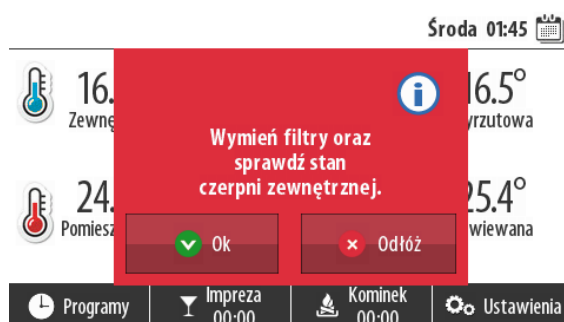 Środa 01:45
16.
16.5°
Zewnę
yrzutowa
Wymień filtry oraz
sprawdź stan
czerpni zewnętrznej.
24.
25.4°
Pomiesz
wiewana
Ok
Odłóż
Programy
Impreza
00:00
Kominek
00:00
Ustawienia